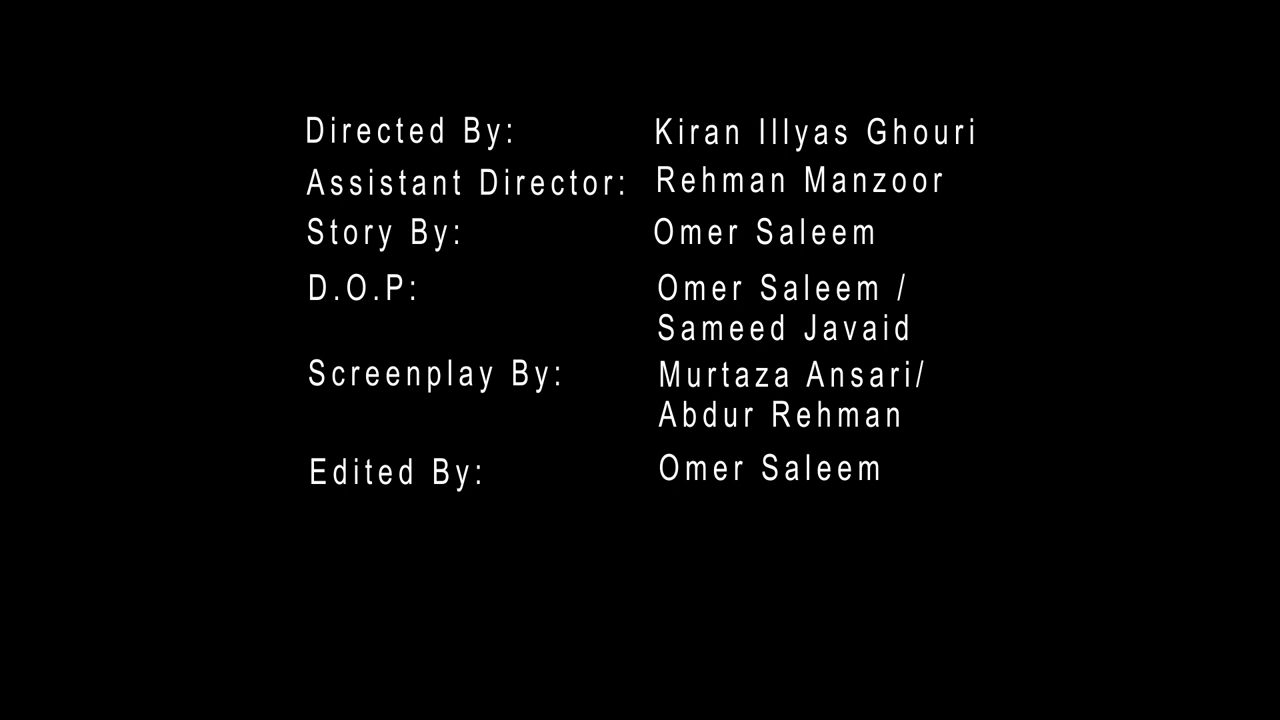 Directed By: Kiran Illyas Ghouri
Assistant Director: Rehman Manzoor
Story By: Omer Saleem
D.O.P: Omer Saleem /
Sameed Javaid
Screenplay By: Murtaza Ansari/
Abdur Rehman
Edited By: Omer Saleem